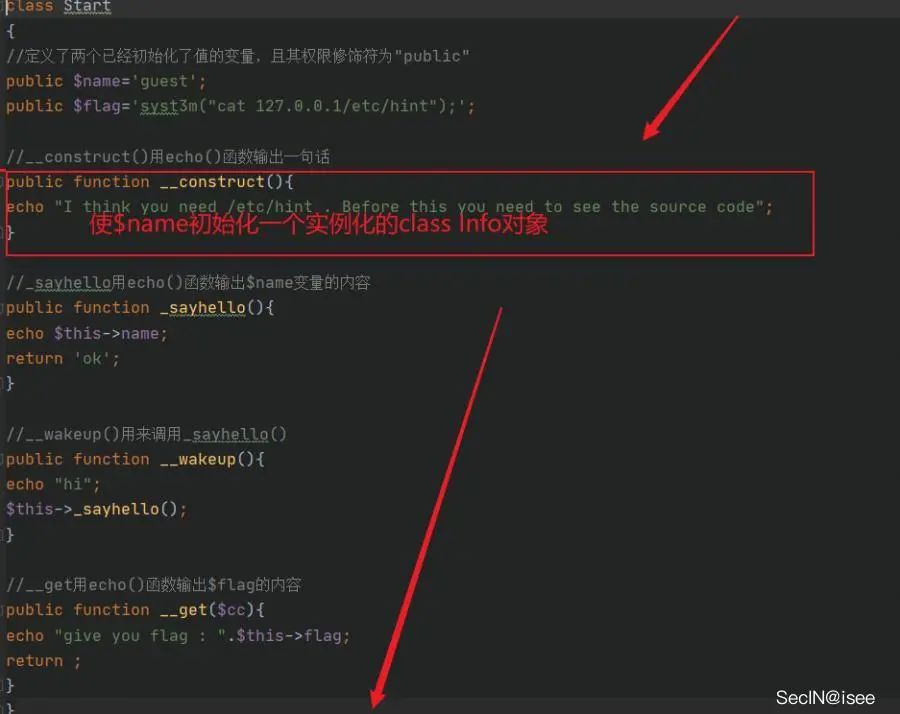 class Start
{
//定义了两个已经初始化了值的变量，且其权限修饰符为"public"
public $name='guest';
public $flag='syst3m("cat 127.0.0.1/etc/hint");';
//__construct()用echo()函数输出一句话
public function __construct(){
echo "I think you need /etc/hint . Before this you need to see the source code";
使$name初始化一个实例化的class Info对象
}
//_sayhello用echo()函数输出$name变量的内容
public function _sayhello(){
echo $this->name;
return 'ok';
}
//__wakeup()用来调用_sayhello()
public function __wakeup(){
echo "hi";
$this->_sayhello();
}
//__get用echo()函数输出$flag的内容
public function __get($cc){
echo "give you flag : ".$this->flag;
return ;
}
}
SecIN@isee